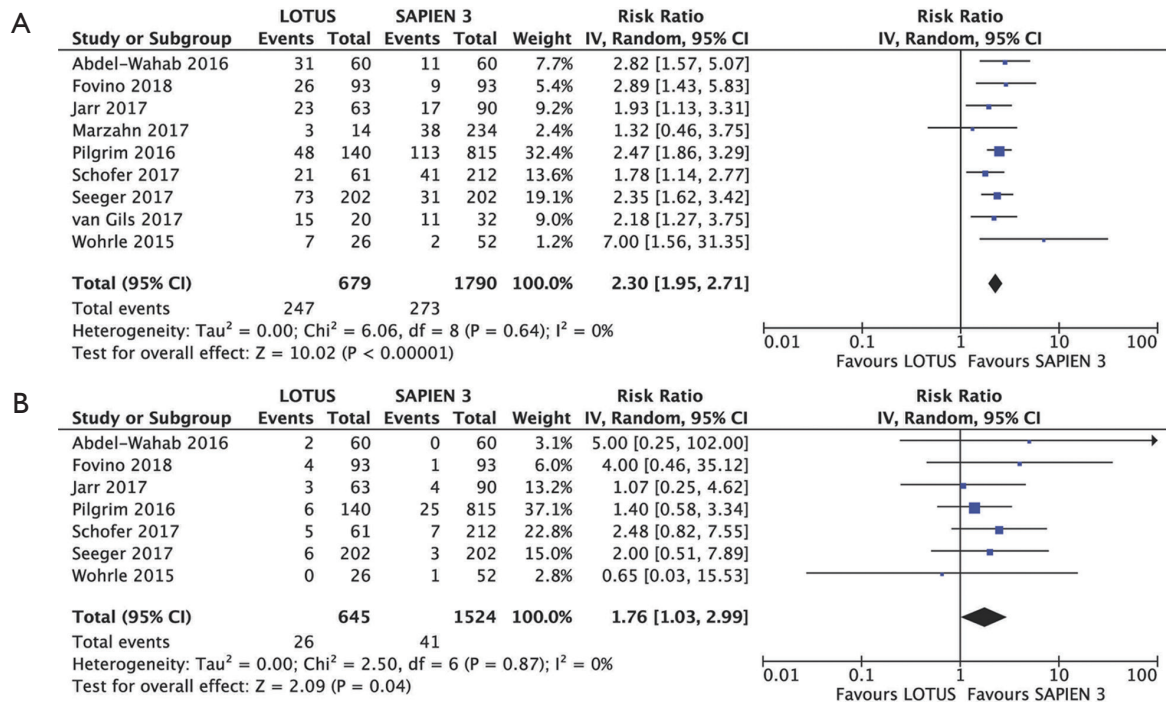 A
LOTUS SAPIEN 3 Risk Ratio Risk Ratio
Study or Subgroup Events Total Events Total Weight IV, Random, 95% CI IV, Random, 95% CI
Abdel-Wahab 2016 31 60 11 60 7.7% 2.82 [1.57, 5.07]
Fovino 2018 26 93 9 93 5.4% 2.89 [1.43, 5.83]
Jarr 2017 23 63 17 90 9.2% 1.93 [1.13, 3.31]
Marzahn 2017 3 14 38 234 2.4% 1.32 [0.46, 3.75]
Pilgrim 2016 48 140 113 815 32.4% 2.47 [1.86, 3.29]
Schofer 2017 21 61 41 212 13.6% 1.78 [1.14, 2.77]
Seeger 2017 73 202 31 202 19.1% 2.35 [1.62, 3.42]
van Gils 2017 15 20 11 32 9.0% 2.18 [1.27, 3.75]
Wohrle 2015 7 26 2 52 1.2% 7.00 [1.56, 31.35]
Total (95% CI) 679 1790 100.0% 2.30 [1.95, 2.71]
Total events 247 273
Heterogeneity: Tau² = 0.00; Chi² = 6.06, df = 8 (P = 0.64); I² = 0%
Test for overall effect: Z = 10.02 (P < 0.00001)
0.01 0.1 1 10 100
Favours LOTUS Favours SAPIEN 3
B
LOTUS SAPIEN 3 Risk Ratio Risk Ratio
Study or Subgroup Events Total Events Total Weight IV, Random, 95% CI IV, Random, 95% CI
Abdel-Wahab 2016 2 60 0 60 3.1% 5.00 [0.25, 102.00]
Fovino 2018 4 93 1 93 6.0% 4.00 [0.46, 35.12]
Jarr 2017 3 63 4 90 13.2% 1.07 [0.25, 4.62]
Pilgrim 2016 6 140 25 815 37.1% 1.40 [0.58, 3.34]
Schofer 2017 5 61 7 212 22.8% 2.48 [0.82, 7.55]
Seeger 2017 6 202 3 202 15.0% 2.00 [0.51, 7.89]
Wohrle 2015 0 26 1 52 2.8% 0.65 [0.03, 15.53]
Total (95% CI) 645 1524 100.0% 1.76 [1.03, 2.99]
Total events 26 41
Heterogeneity: Tau² = 0.00; Chi² = 2.50, df = 6 (P = 0.87); I² = 0%
Test for overall effect: Z = 2.09 (P = 0.04)
0.01 0.1 1 10 100
Favours LOTUS Favours SAPIEN 3